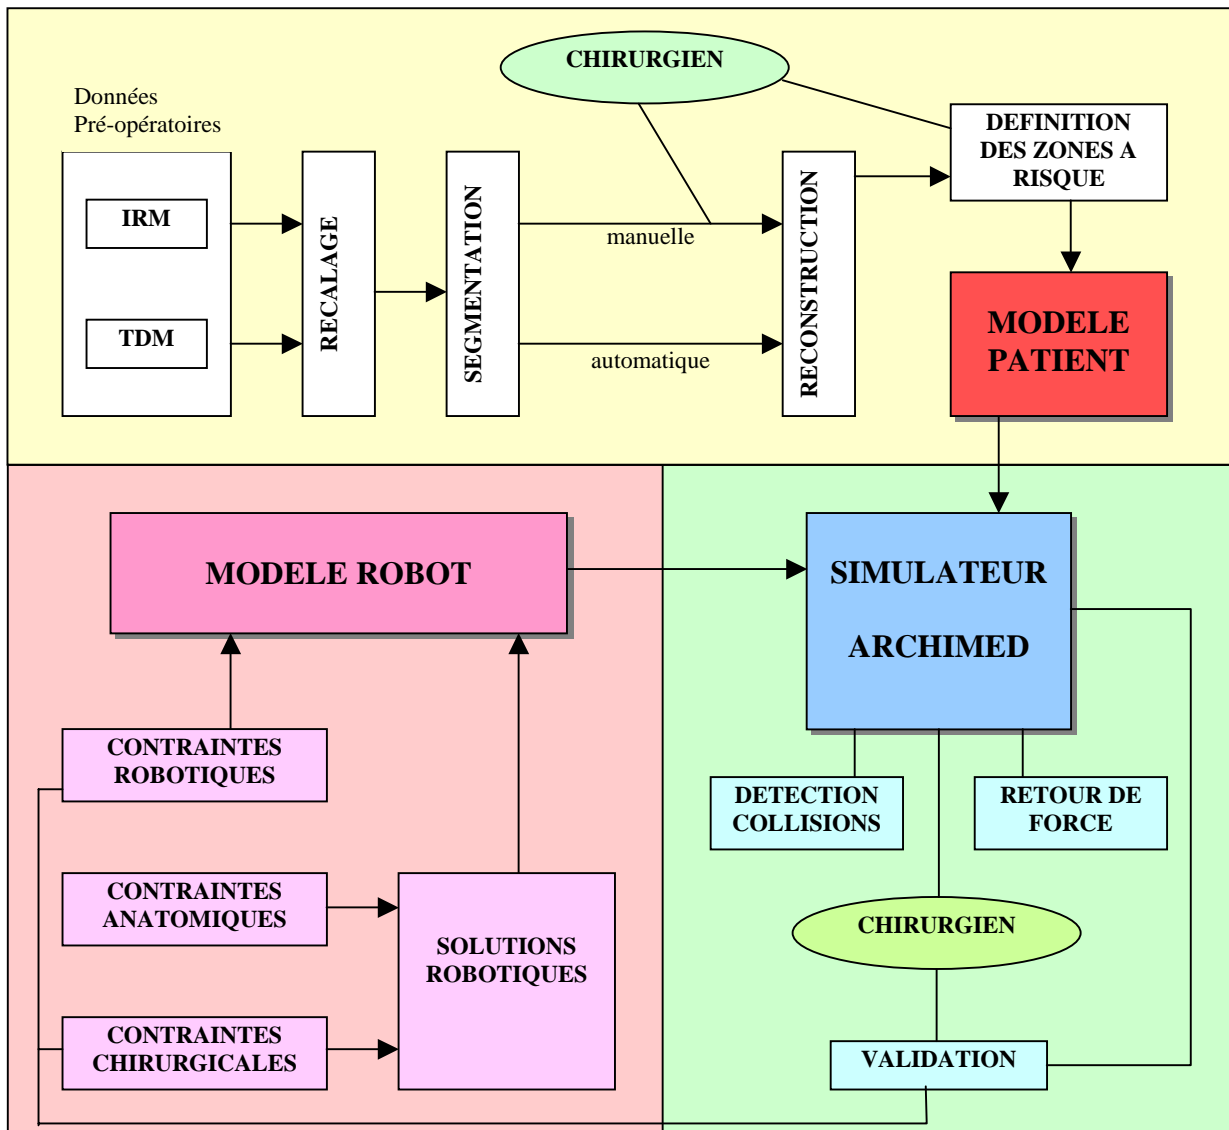 CHIRURGIEN
Données
Pré-opératoires
DEFINITION
DES ZONES A
RISQUE
IRM
TDM
RECALAGE
SEGMENTATION
manuelle
automatique
RECONSTRUCTION
MODELE
PATIENT
MODELE ROBOT
SIMULATEUR
ARCHIMED
CONTRAINTES
ROBOTIQUES
DETECTION
COLLISIONS
RETOUR DE
FORCE
CONTRAINTES
ANATOMIQUES
SOLUTIONS
ROBOTIQUES
CHIRURGIEN
CONTRAINTES
CHIRURGICALES
VALIDATION